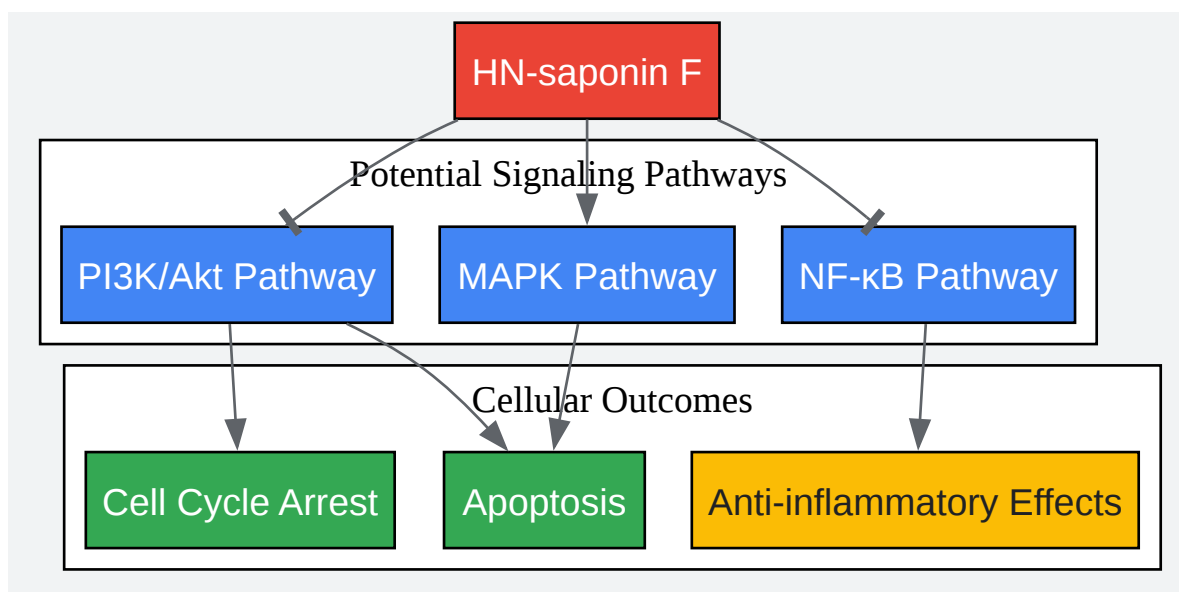 HN-saponin F
Potential Signaling Pathways
PI3K/Akt Pathway
MAPK Pathway
NF-κB Pathway
Cellular Outcomes
Cell Cycle Arrest
Apoptosis
Anti-inflammatory Effects